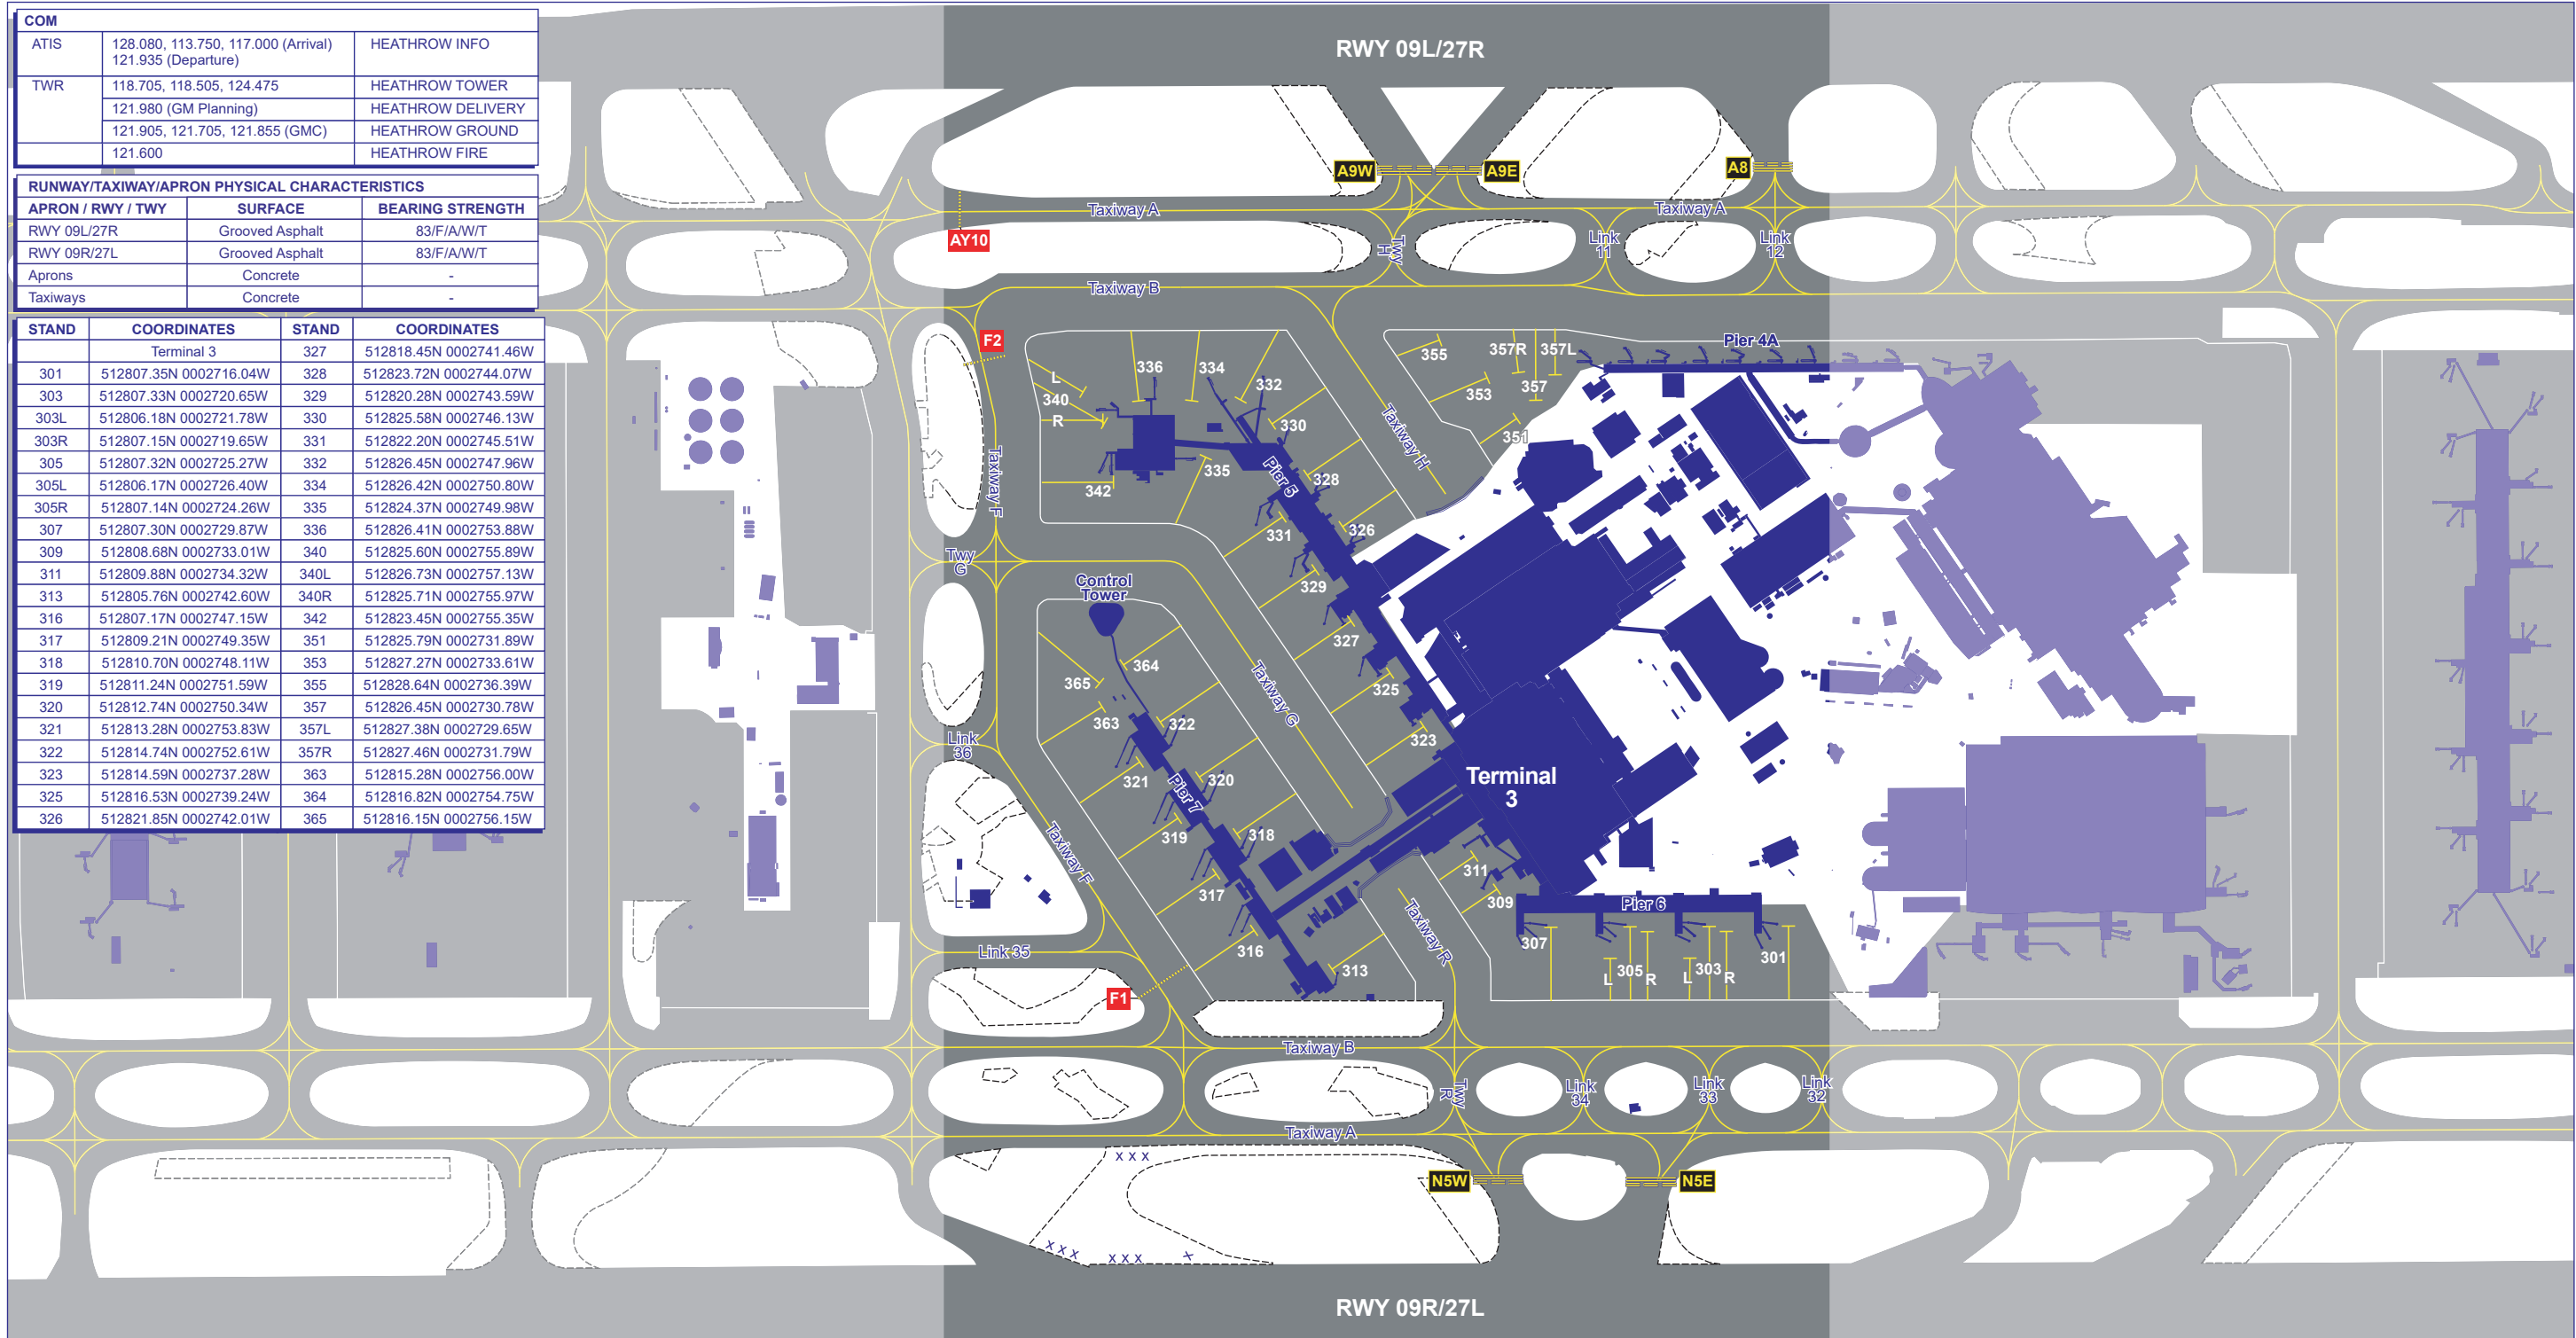 COM
ATIS 128.080, 113.750, 117.000 (Arrival) HEATHROW INFO
121.935 (Departure)
TWR 118.705, 118.505, 124.475 HEATHROW TOWER
121.980 (GM Planning) HEATHROW DELIVERY
121.905, 121.705, 121.855 (GMC) HEATHROW GROUND
121.600 HEATHROW FIRE
RUNWAY/TAXIWAY/APRON PHYSICAL CHARACTERISTICS
APRON / RWY / TWY SURFACE BEARING STRENGTH
RWY 09L/27R Grooved Asphalt 83/F/A/W/T
RWY 09R/27L Grooved Asphalt 83/F/A/W/T
Aprons Concrete -
Taxiways Concrete -
STAND COORDINATES STAND COORDINATES
Terminal 3 327 512818.45N 0002741.46W
301 512807.35N 0002716.04W 328 512823.72N 0002744.07W
303 512807.33N 0002720.65W 329 512820.28N 0002743.59W
303L 512806.18N 0002721.78W 330 512825.58N 0002746.13W
303R 512807.15N 0002719.65W 331 512822.20N 0002745.51W
305 512807.32N 0002725.27W 332 512826.45N 0002747.96W
305L 512806.17N 0002726.40W 334 512826.42N 0002750.80W
305R 512807.14N 0002724.26W 335 512824.37N 0002749.98W
307 512807.30N 0002729.87W 336 512826.41N 0002753.88W
309 512808.68N 0002733.01W 340 512825.60N 0002755.89W
311 512809.88N 0002734.32W 340L 512826.73N 0002757.13W
313 512805.76N 0002742.60W 340R 512825.71N 0002755.97W
316 512807.17N 0002747.15W 342 512823.45N 0002755.35W
317 512809.21N 0002749.35W 351 512825.79N 0002731.89W
318 512810.70N 0002748.11W 353 512827.27N 0002733.61W
319 512811.24N 0002751.59W 355 512828.64N 0002736.39W
320 512812.74N 0002750.34W 357 512826.45N 0002730.78W
321 512813.28N 0002753.83W 357L 512827.38N 0002729.65W
322 512814.74N 0002752.61W 357R 512827.46N 0002731.79W
323 512814.59N 0002737.28W 363 512815.28N 0002756.00W
325 512816.53N 0002739.24W 364 512816.82N 0002754.75W
326 512821.85N 0002742.01W 365 512816.15N 0002756.15W
RWY 09L/27R
A9W
A9E
A8
Taxiway A
Taxiway A
AY10
TWY
H
Link
11
Link
12
Taxiway B
F2
336
334
332
L
340
R
330
355
357R
357L
357
353
351
Pier 4A
Taxiway H
335
342
Pier 5
328
326
331
329
327
325
323
Taxiway F
Twy
G
Control
Tower
364
365
363
322
321
320
Pier 7
319
318
317
316
313
Taxiway G
Link
36
Taxiway F
Terminal
3
311
309
Pier 6
307
L
305
R
L
303
R
301
Taxiway R
Link 35
F1
Taxiway B
TWY
R
Link
34
Link
33
Link
32
Taxiway A
x x x
N5W
N5E
x x x
x x x
x
RWY 09R/27L